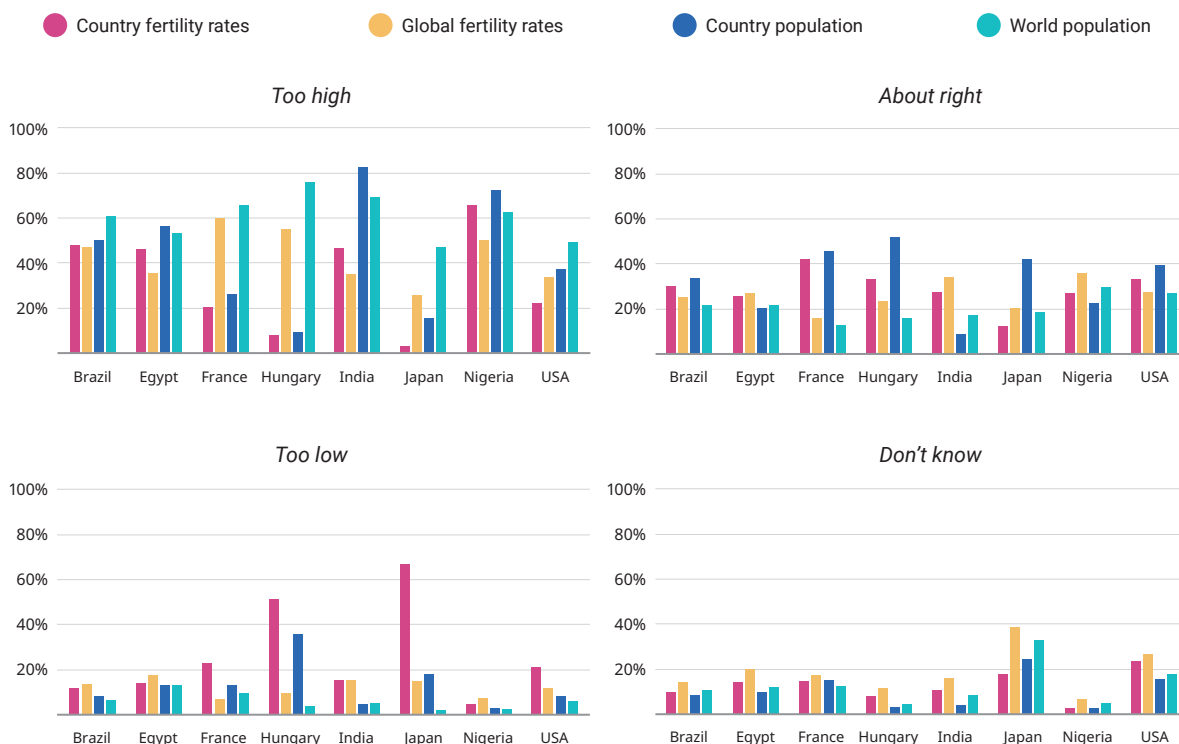 Country fertility rates Global fertility rates Country population World population
Too high
100%
80%
60%
40%
20%
Brazil Egypt France Hungary India Japan Nigeria USA
About right
100%
80%
60%
40%
20%
Brazil Egypt France Hungary India Japan Nigeria USA
Too low
100%
80%
60%
40%
20%
Brazil Egypt France Hungary India Japan Nigeria USA
Don't know
100%
80%
60%
40%
20%
Brazil Egypt France Hungary India Japan Nigeria USA